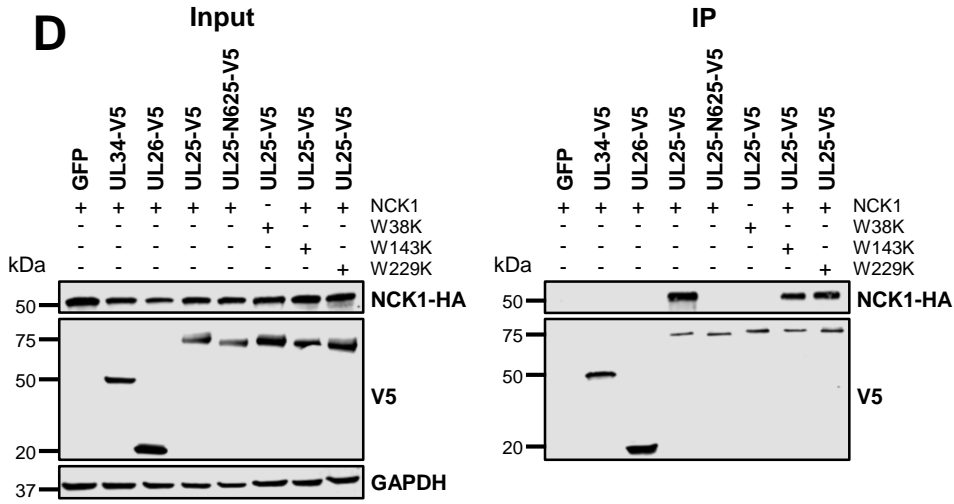 D
Input
GFP
UL34-V5
UL26-V5
UL25-V5
UL25-N625-V5
UL25-V5
UL25-V5
UL25-V5
+ + + + + - + + NCK1
- - - - - + - - W38K
- - - - - - + - W143K
- - - - - - - + W229K
kDa
50 NCK1-HA
75
50 V5
20
37 GAPDH
IP
GFP
UL34-V5
UL26-V5
UL25-V5
UL25-N625-V5
UL25-V5
UL25-V5
UL25-V5
+ + + + + - + + NCK1
- - - - - + - - W38K
- - - - - - + - W143K
- - - - - - - + W229K
kDa
50 NCK1-HA
75
50 V5
20